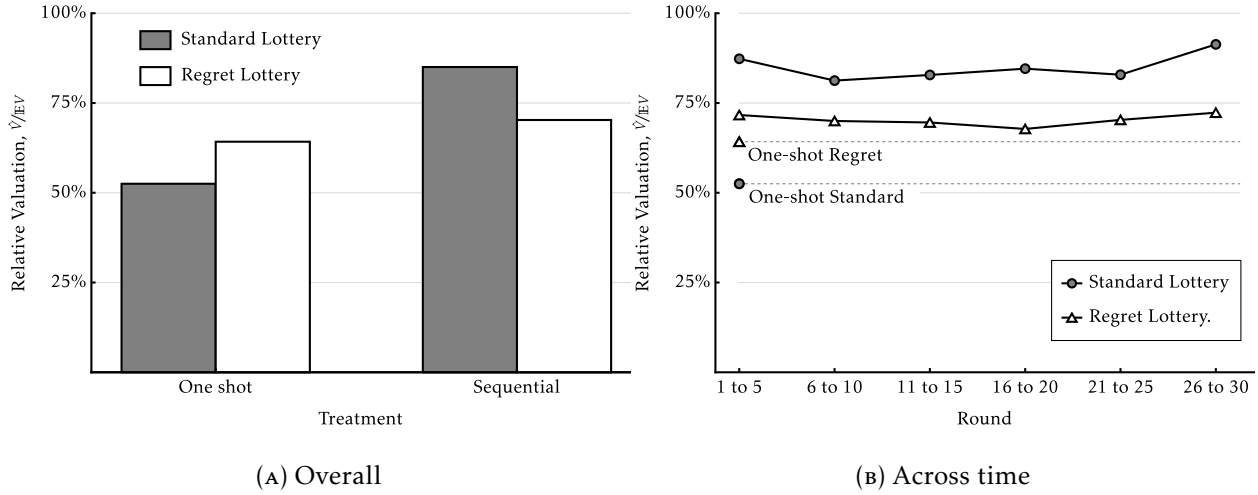 100%
75%
50%
25%
Relative Valuation, V̂/EV
Standard Lottery
Regret Lottery
One shot
Sequential
Treatment
(A) Overall
100%
75%
50%
25%
Relative Valuation, V̂/EV
One-shot Regret
One-shot Standard
Standard Lottery
Regret Lottery.
1 to 5
6 to 10
11 to 15
16 to 20
21 to 25
26 to 30
Round
(B) Across time